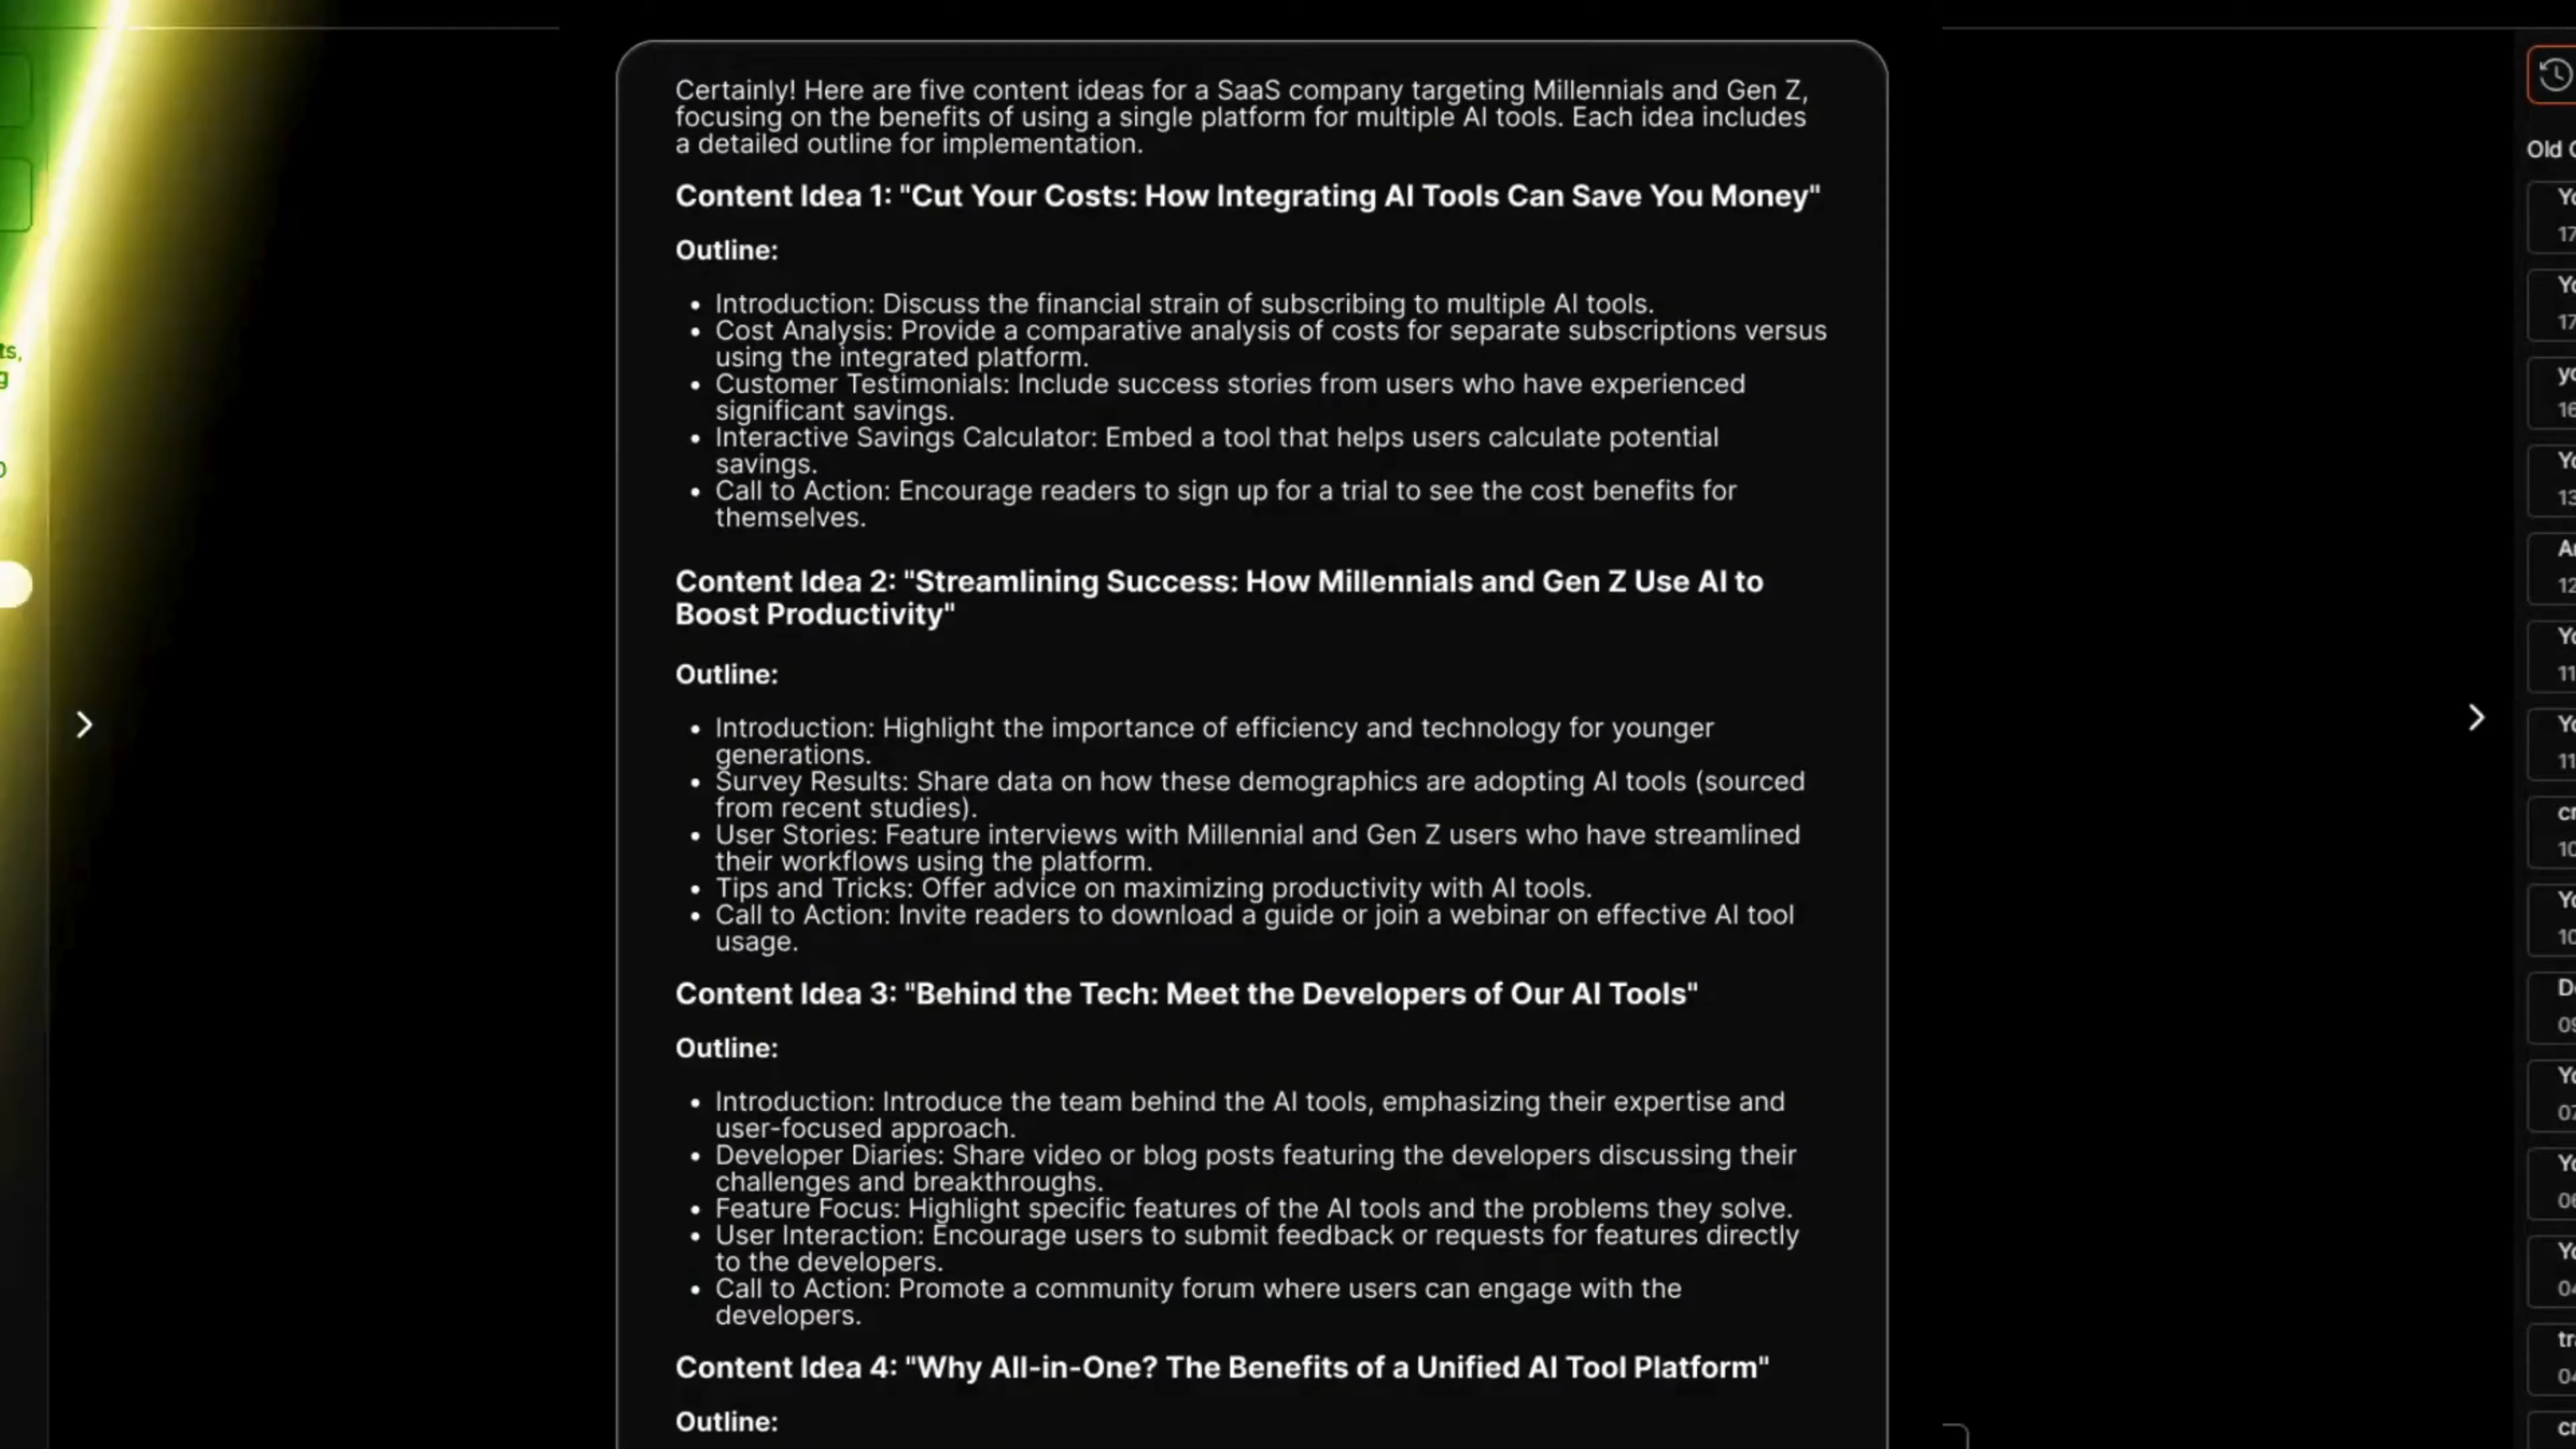 Certainly! Here are five content ideas for a SaaS company targeting Millennials and Gen Z,
focusing on the benefits of using a single platform for multiple AI tools. Each idea includes
a detailed outline for implementation.
Content Idea 1: "Cut Your Costs: How Integrating AI Tools Can Save You Money"
Outline:
• Introduction: Discuss the financial strain of subscribing to multiple AI tools.
• Cost Analysis: Provide a comparative analysis of costs for separate subscriptions versus
using the integrated platform.
• Customer Testimonials: Include success stories from users who have experienced
significant savings.
• Interactive Savings Calculator: Embed a tool that helps users calculate potential
savings.
• Call to Action: Encourage readers to sign up for a trial to see the cost benefits for
themselves.
Content Idea 2: "Streamlining Success: How Millennials and Gen Z Use AI to
Boost Productivity"
Outline:
• Introduction: Highlight the importance of efficiency and technology for younger
generations.
• Survey Results: Share data on how these demographics are adopting AI tools (sourced
from recent studies).
• User Stories: Feature interviews with Millennial and Gen Z users who have streamlined
their workflows using the platform.
• Tips and Tricks: Offer advice on maximizing productivity with AI tools.
• Call to Action: Invite readers to download a guide or join a webinar on effective AI tool
usage.
Content Idea 3: "Behind the Tech: Meet the Developers of Our AI Tools"
Outline:
• Introduction: Introduce the team behind the AI tools, emphasizing their expertise and
user-focused approach.
• Developer Diaries: Share video or blog posts featuring the developers discussing their
challenges and breakthroughs.
• Feature Focus: Highlight specific features of the AI tools and the problems they solve.
• User Interaction: Encourage users to submit feedback or requests for features directly
to the developers.
• Call to Action: Promote a community forum where users can engage with the
developers.
Content Idea 4: "Why All-in-One? The Benefits of a Unified AI Tool Platform"
Outline:
Old